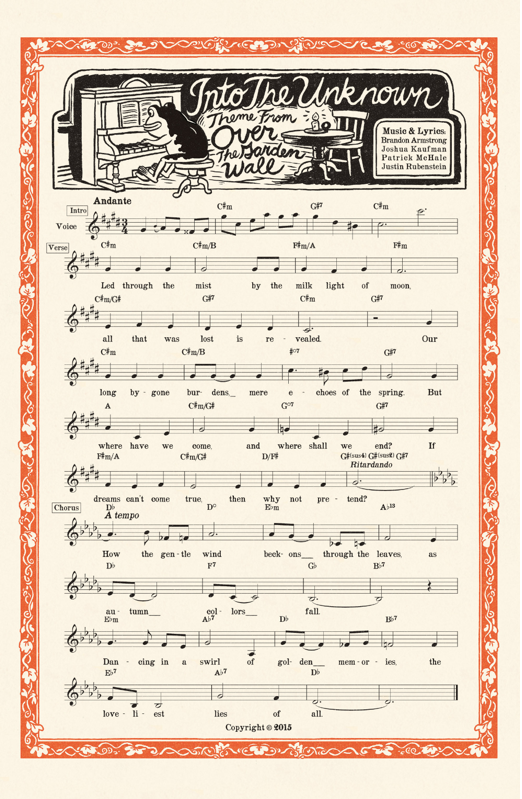 Into The Unknown
Theme From
Over
The Garden
Wall
Music & Lyrics:
Brandon Armstrong
Joshua Kaufman
Patrick McHale
Justin Rubenstein
Andante
Intro C♯m G♯7 C♯m
Voice
Verse C♯m C♯m/B F♯m/A F♯m
Led through the mist by the milk light of moon,
C♯m/G♯ G♯7 C♯m G♯7
all that was lost is re - vealed. Our
C♯m C♯m/B G♯7
long by - gone bur - dens__ mere e - choes of the spring. But
A C♯m/G♯ G♯7
where have we come, and where shall we end? If
F♯m/A C♯m/G♯ D/F♯ G♯(sus4) G♯(sus2) G♯7
Ritardando
dreams can't come true, then why not pre - tend?
Chorus D♭ E♭m A♭13
A tempo
How the gen - tle wind beck - ons__ through the leaves, as
D♭ F7 G♭ B♭7
au - tumn__ col - lors__ fall.
E♭m A♭7 D♭ B♭7
Dan - cing in a swirl of gol - den__ mem - or - ies, the
E♭7 A♭7 D♭
love - li - est lies of all.
Copyright © 2015